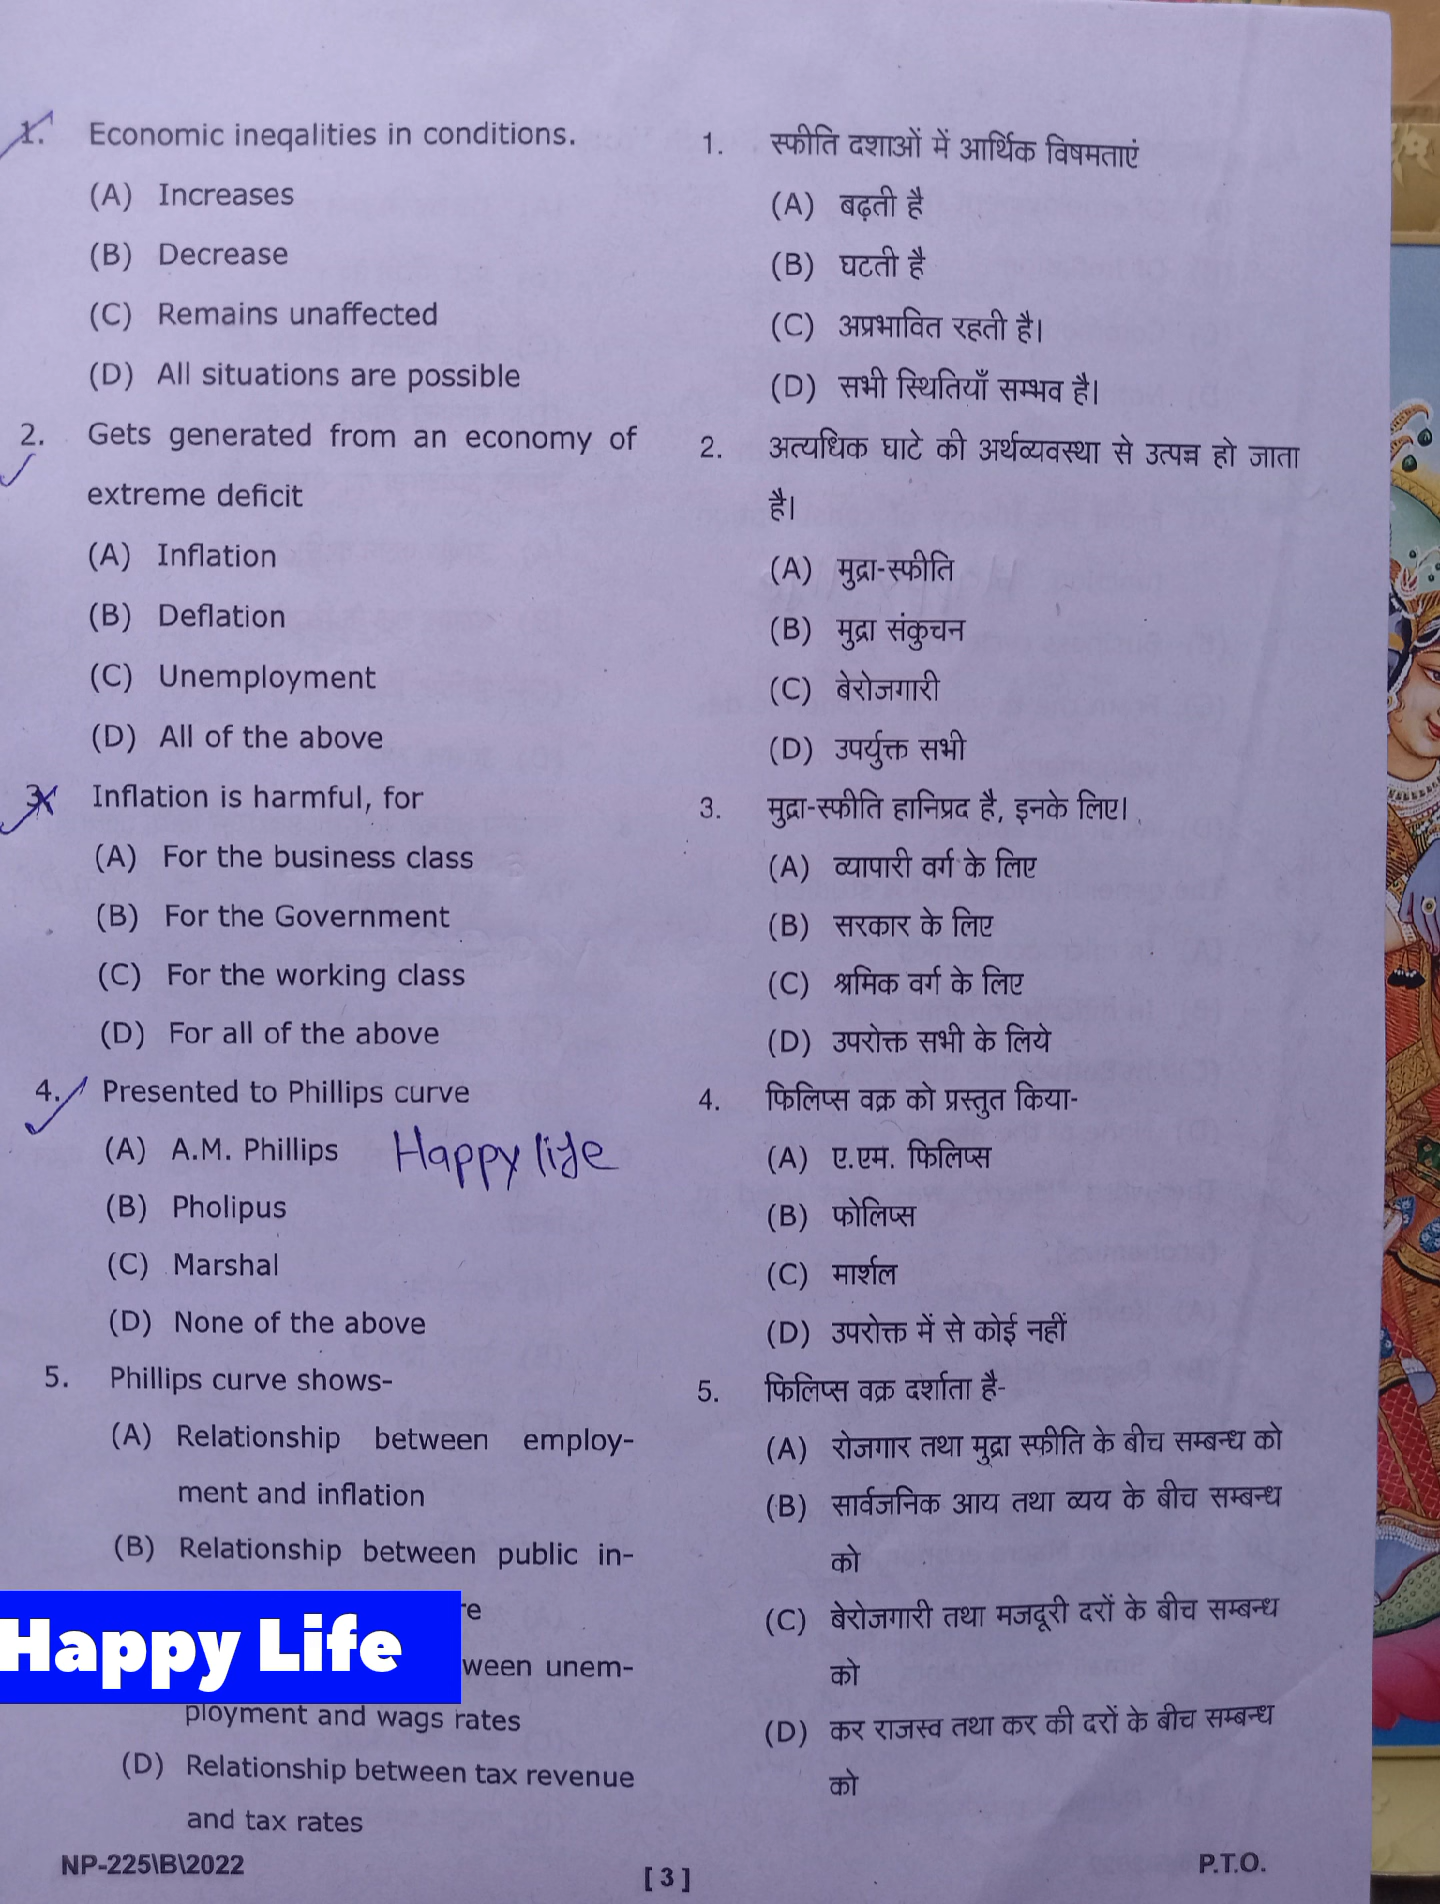 1. Economic ineqalities in conditions.
(A) Increases
(B) Decrease
(C) Remains unaffected
(D) All situations are possible
2. Gets generated from an economy of
extreme deficit
(A) Inflation
(B) Deflation
(C) Unemployment
(D) All of the above
3. Inflation is harmful, for
(A) For the business class
(B) For the Government
(C) For the working class
(D) For all of the above
4. Presented to Phillips curve
(A) A.M. Phillips Happy life
(B) Pholipus
(C) Marshal
(D) None of the above
5. Phillips curve shows-
(A) Relationship between employ-
ment and inflation
(B) Relationship between public in-
re
Happy Life
ween unem-
ployment and wags rates
(D) Relationship between tax revenue
and tax rates
1. स्फीति दशाओं में आर्थिक विषमताएं
(A) बढ़ती है
(B) घटती है
(C) अप्रभावित रहती है।
(D) सभी स्थितियाँ सम्भव है।
2. अत्यधिक घाटे की अर्थव्यवस्था से उत्पन्न हो जाता
है।
(A) मुद्रा-स्फीति
(B) मुद्रा संकुचन
(C) बेरोजगारी
(D) उपर्युक्त सभी
3. मुद्रा-स्फीति हानिप्रद है, इनके लिए।
(A) व्यापारी वर्ग के लिए
(B) सरकार के लिए
(C) श्रमिक वर्ग के लिए
(D) उपरोक्त सभी के लिये
4. फिलिप्स वक्र को प्रस्तुत किया-
(A) ए.एम. फिलिप्स
(B) फोलिप्स
(C) मार्शल
(D) उपरोक्त में से कोई नहीं
5. फिलिप्स वक्र दर्शाता है-
(A) रोजगार तथा मुद्रा स्फीति के बीच सम्बन्ध को
(B) सार्वजनिक आय तथा व्यय के बीच सम्बन्ध
को
(C) बेरोजगारी तथा मजदूरी दरों के बीच सम्बन्ध
को
(D) कर राजस्व तथा कर की दरों के बीच सम्बन्ध
को
NP-225\B\2022
[ 3 ]
P.T.O.